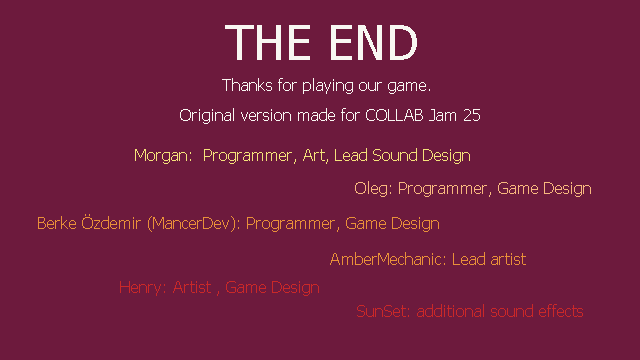 THE END
Thanks for playing our game.
Original version made for COLLAB Jam 25
Morgan:  Programmer, Art, Lead Sound Design
Oleg: Programmer, Game Design
Berke Özdemir (MancerDev): Programmer, Game Design
AmberMechanic: Lead artist
Henry: Artist , Game Design
SunSet: additional sound effects